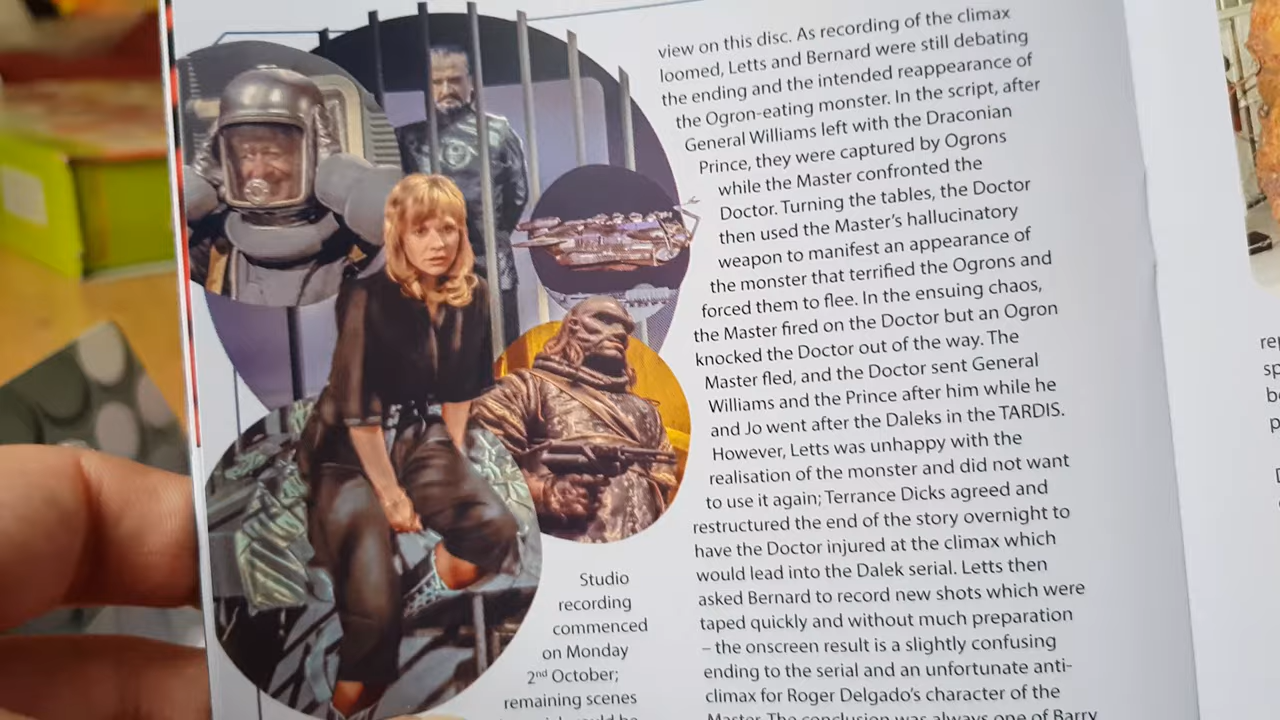 view on this disc. As recording of the climax
loomed, Letts and Bernard were still debating
the ending and the intended reappearance of
the Ogron-eating monster. In the script, after
General Williams left with the Draconian
Prince, they were captured by Ogrons
while the Master confronted the
Doctor. Turning the tables, the Doctor
then used the Master's hallucinatory
weapon to manifest an appearance of
the monster that terrified the Ogrons and
forced them to flee. In the ensuing chaos,
the Master fired on the Doctor but an Ogron
knocked the Doctor out of the way. The
Master fled, and the Doctor sent General
Williams and the Prince after him while he
and Jo went after the Daleks in the TARDIS.
However, Letts was unhappy with the
realisation of the monster and did not want
to use it again; Terrance Dicks agreed and
restructured the end of the story overnight to
have the Doctor injured at the climax which
would lead into the Dalek serial. Letts then
asked Bernard to record new shots which were
taped quickly and without much preparation
– the onscreen result is a slightly confusing
ending to the serial and an unfortunate anti-
climax for Roger Delgado's character of the
Master. The conclusion was always one of Barry
Studio
recording
commenced
on Monday
2nd October;
remaining scenes